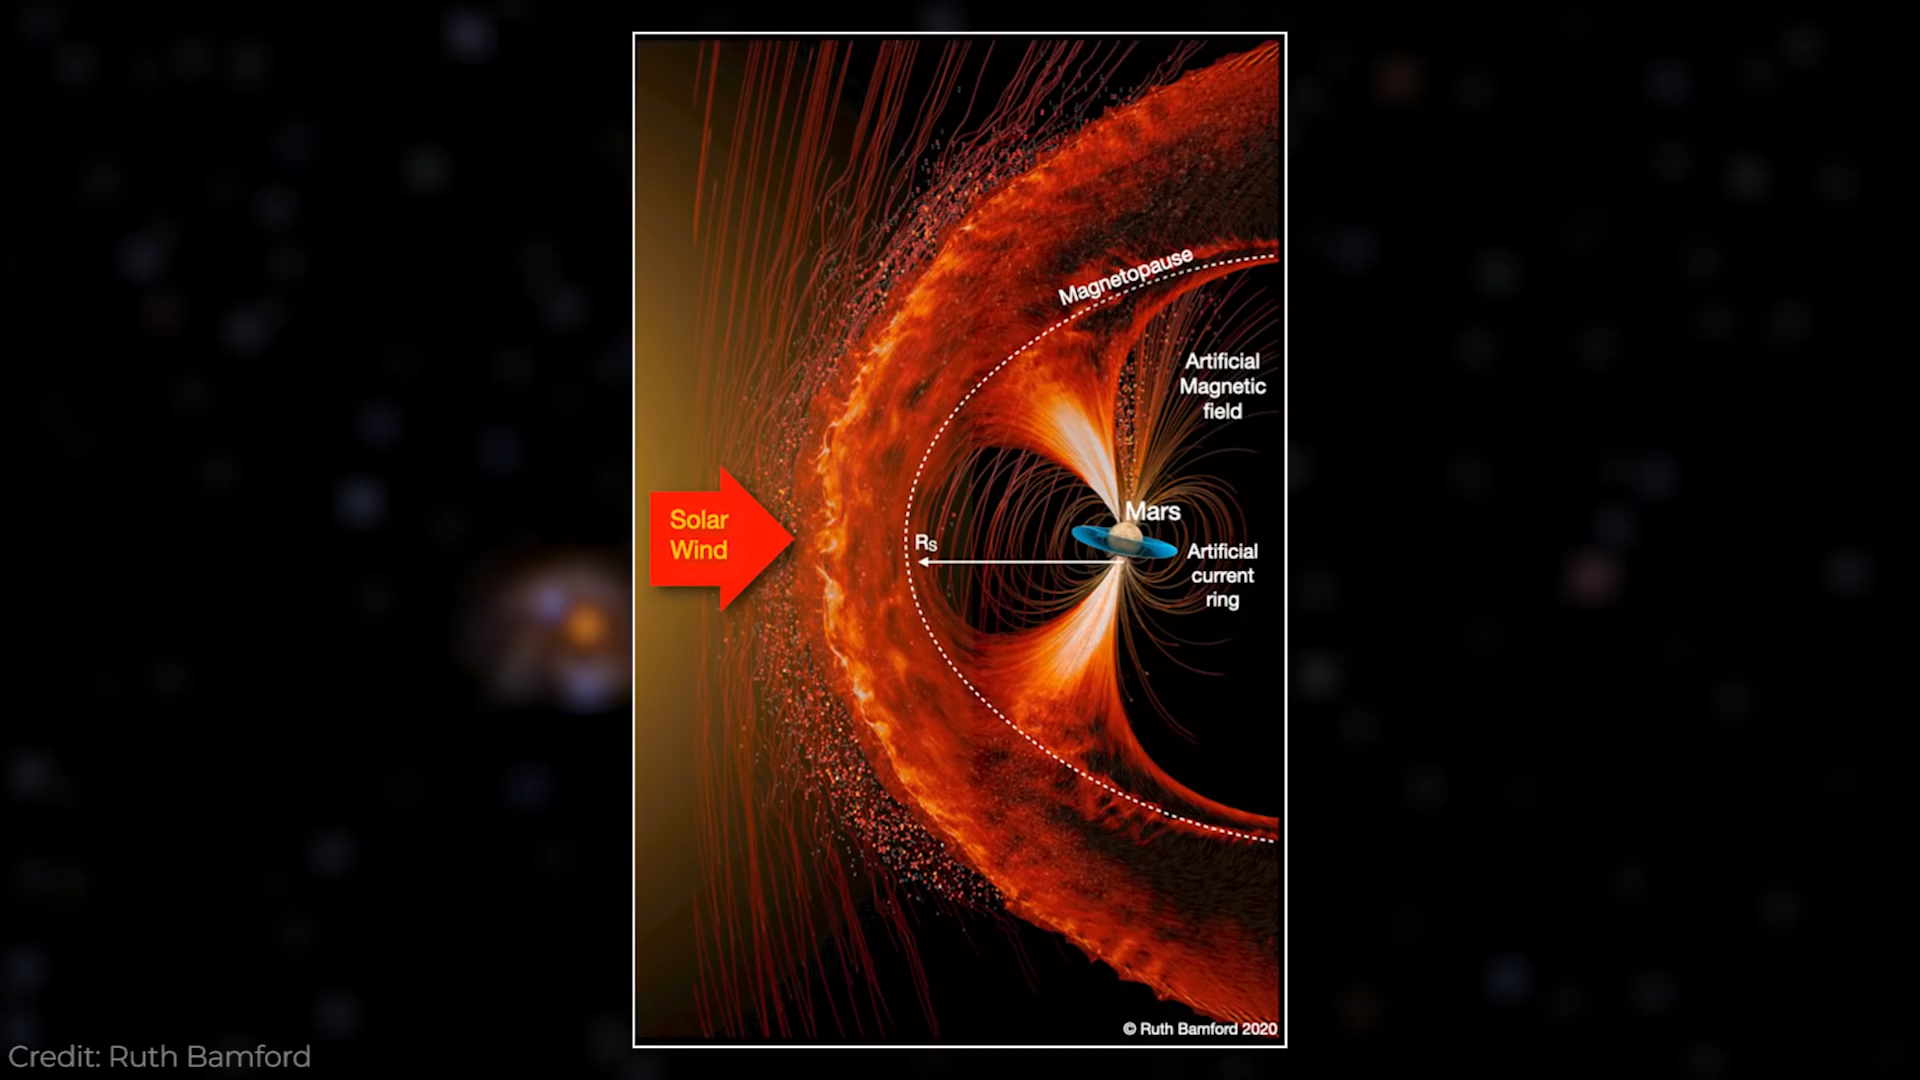 Magnetopause
Artificial
Magnetic
field
Solar
Wind
Mars
Rs
Artificial
current
ring
© Ruth Bamford 2020
Credit: Ruth Bamford